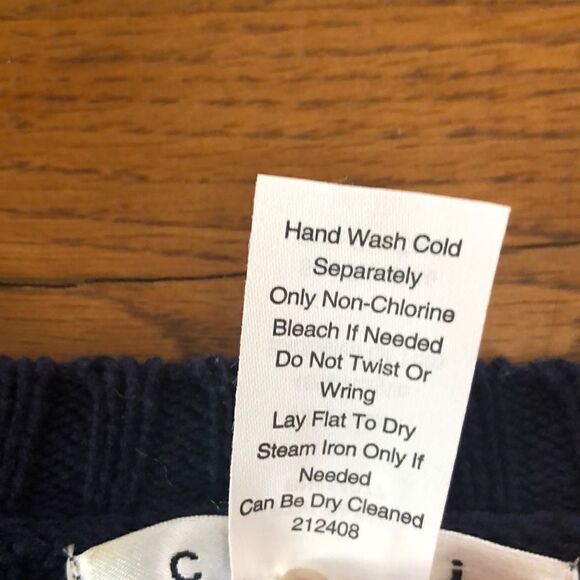 Hand Wash Cold
Separately
Only Non-Chlorine
Bleach If Needed
Do Not Twist Or
Wring
Lay Flat To Dry
Steam Iron Only If
Needed
Can Be Dry Cleaned
212408
c i